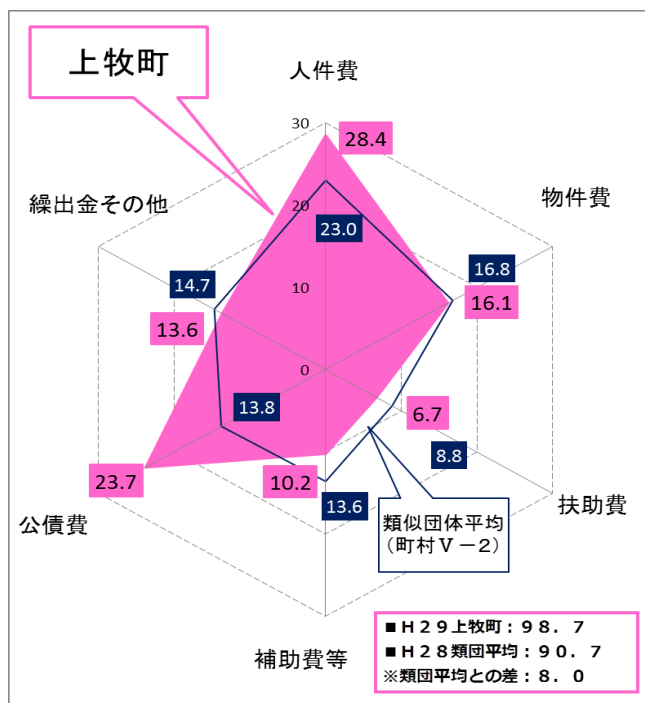 上牧町
人件費
30
28.4
物件費
繰出金その他
20
23.0
16.8
14.7
10
16.1
13.6
0
13.8
6.7
8.8
23.7
10.2
13.6
扶助費
公債費
類似団体平均
(町村Ⅴ－2)
補助費等
■Ｈ２９上牧町：９８．７
■Ｈ２８類団平均：９０．７
※類団平均との差：８．０